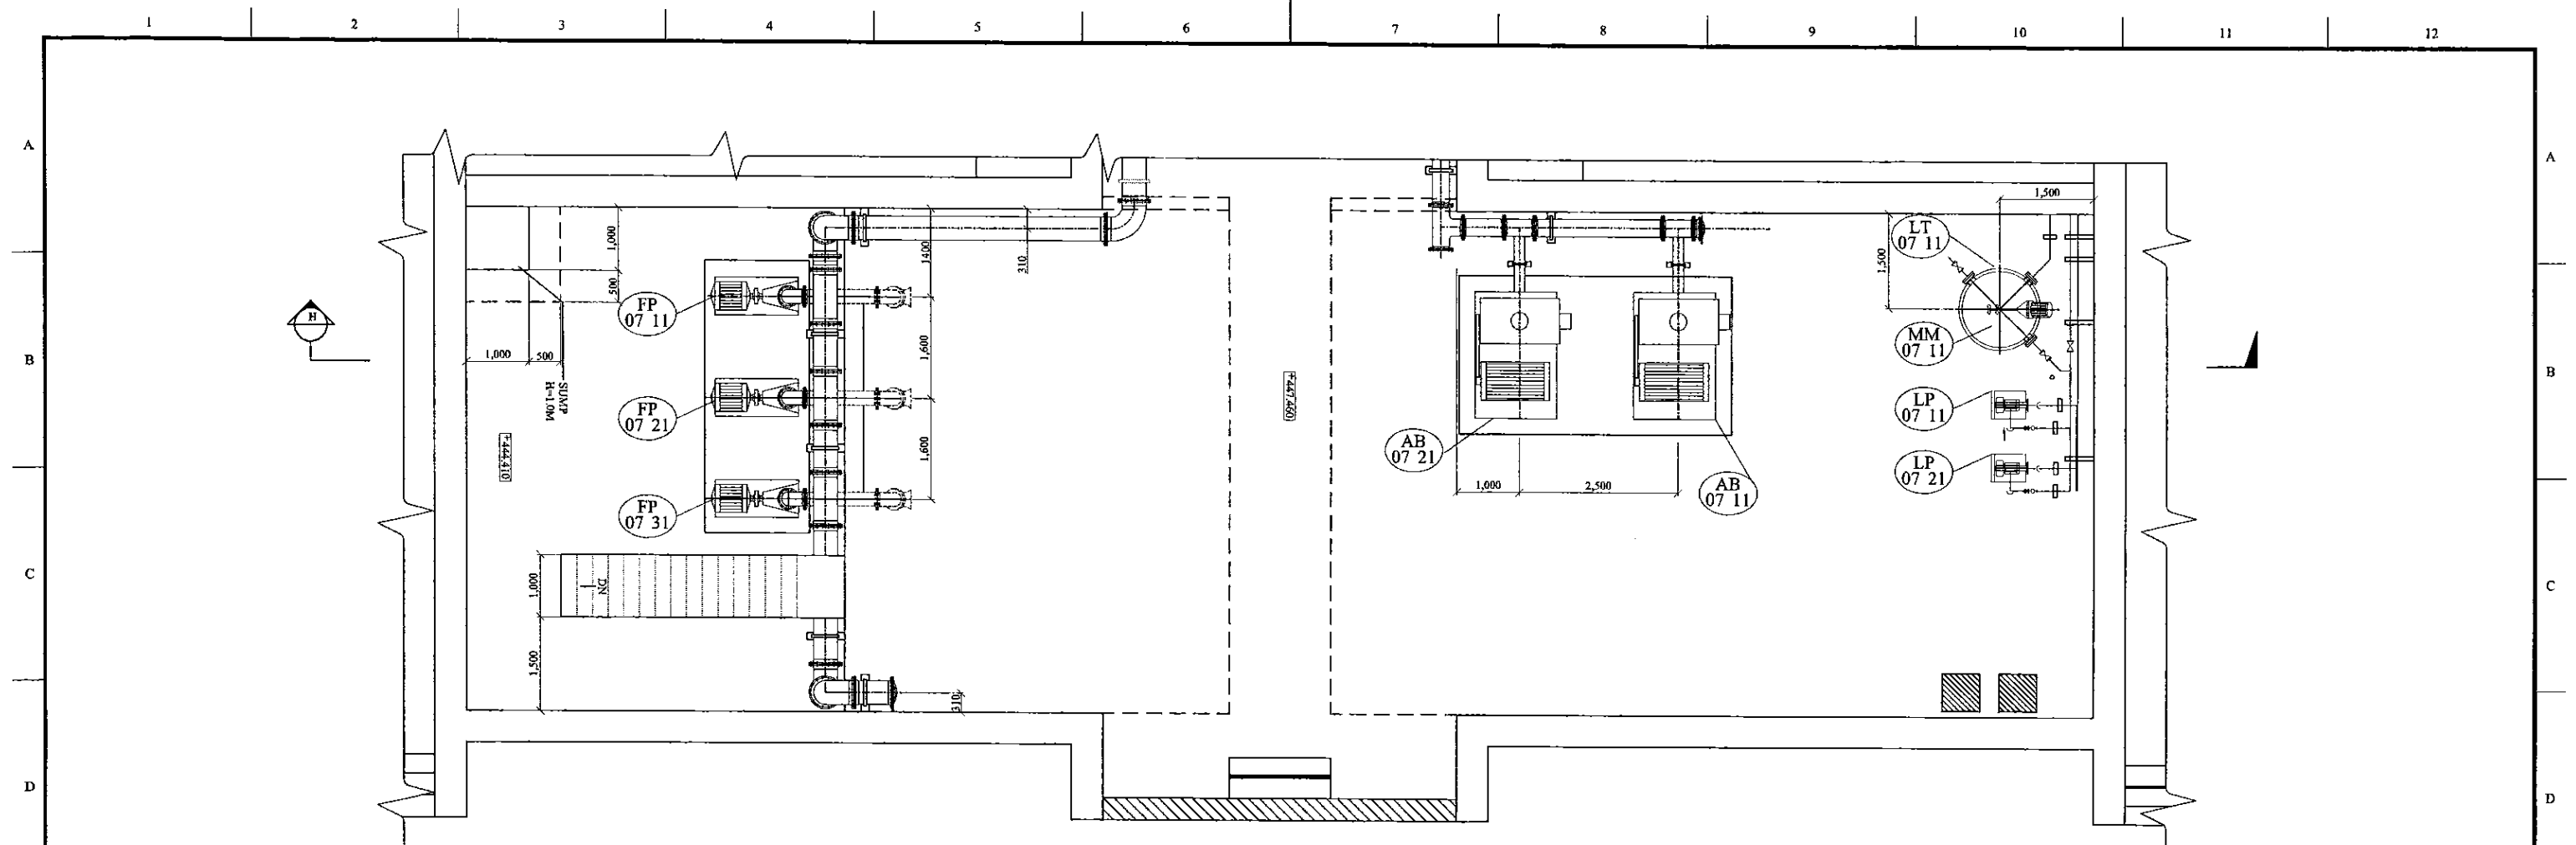 1 2 3 4 5 6 7 8 9 10 11 12
A A
1,500
1,000
1400
310
LT
07 11
1,500
H
500
FP
07 11
1,600
MM
07 11
B B
1,000 500
SUMP
H=1.0M
FP
07 21
+447.460
LP
07 11
+444.410
1,600
AB
07 21
LP
07 21
1,000 2,500
AB
07 11
FP
07 31
C C
1,000
DN
1,500
310
D D